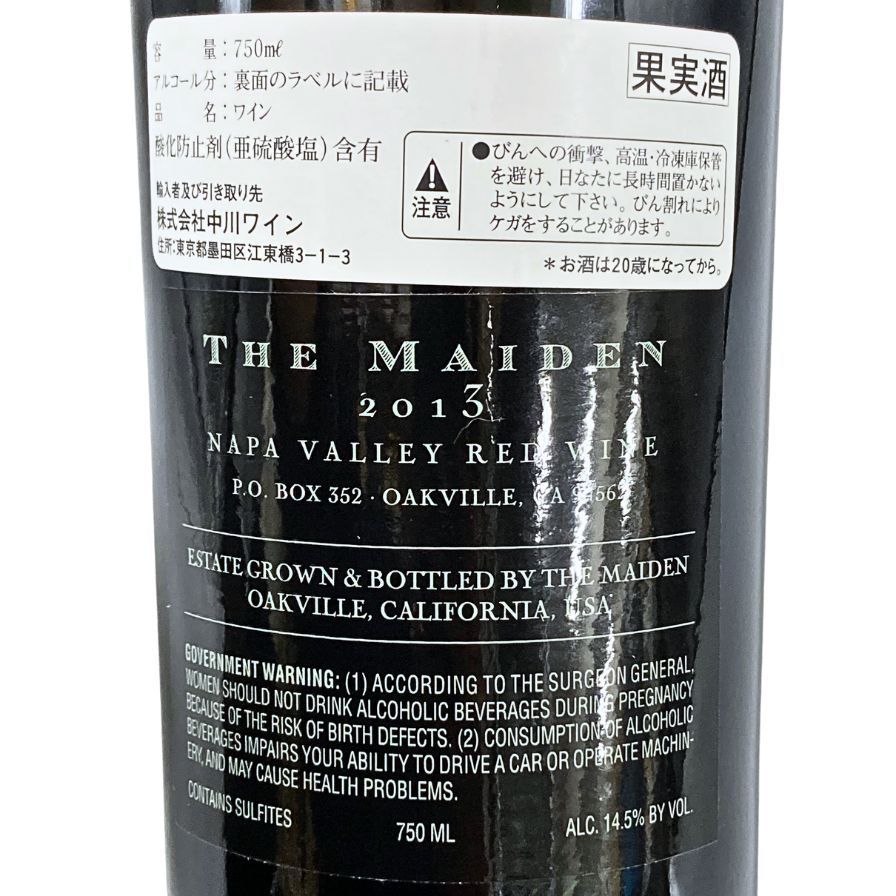 容 量：750㎖
アルコール分：裏面のラベルに記載
品 名：ワイン
酸化防止剤(亜硫酸塩)含有
輸入者及び引き取り先
株式会社中川ワイン
住所:東京都墨田区江東橋3-1-3
果実酒
注意
●びんへの衝撃、高温・冷凍庫保管
を避け、日なたに長時間置かない
ようにして下さい。びん割れにより
ケガをすることがあります。
＊お酒は20歳になってから。
THE MAIDEN
2013
NAPA VALLEY RED WINE
P.O. BOX 352 · OAKVILLE, CA 94562
ESTATE GROWN & BOTTLED BY THE MAIDEN
OAKVILLE, CALIFORNIA, USA
GOVERNMENT WARNING: (1) ACCORDING TO THE SURGEON GENERAL,
WOMEN SHOULD NOT DRINK ALCOHOLIC BEVERAGES DURING PREGNANCY
BECAUSE OF THE RISK OF BIRTH DEFECTS. (2) CONSUMPTION OF ALCOHOLIC
BEVERAGES IMPAIRS YOUR ABILITY TO DRIVE A CAR OR OPERATE MACHIN-
ERY, AND MAY CAUSE HEALTH PROBLEMS.
CONTAINS SULFITES
750 ML
ALC. 14.5% BY VOL.